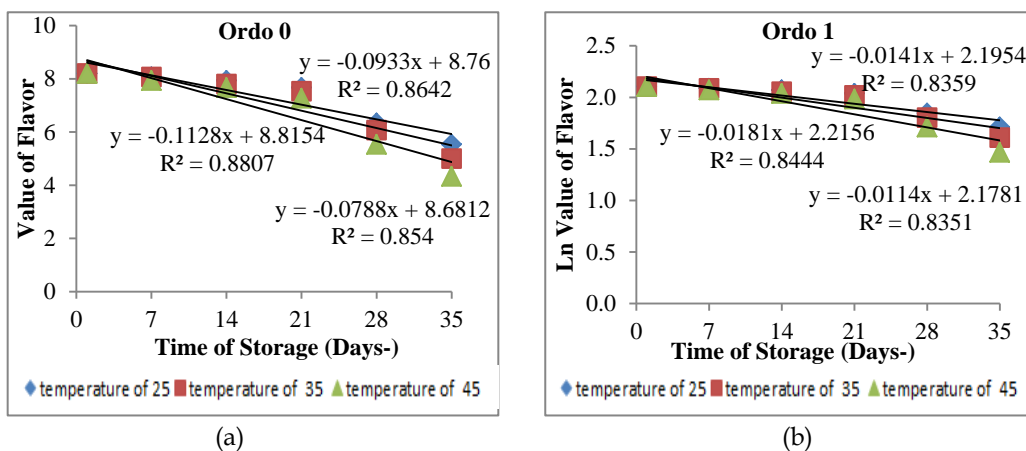 Ordo 0
Value of Flavor
10
8
6
4
2
0
y = -0.0933x + 8.76
R² = 0.8642
y = -0.1128x + 8.8154
R² = 0.8807
y = -0.0788x + 8.6812
R² = 0.854
0 7 14 21 28 35
Time of Storage (Days-)
temperature of 25 temperature of 35 temperature of 45
(a)
Ordo 1
Ln Value of Flavor
2.5
2.0
1.5
1.0
0.5
0.0
y = -0.0141x + 2.1954
R² = 0.8359
y = -0.0181x + 2.2156
R² = 0.8444
y = -0.0114x + 2.1781
R² = 0.8351
0 7 14 21 28 35
Time of Storage (Days-)
temperature of 25 temperature of 35 temperature of 45
(b)